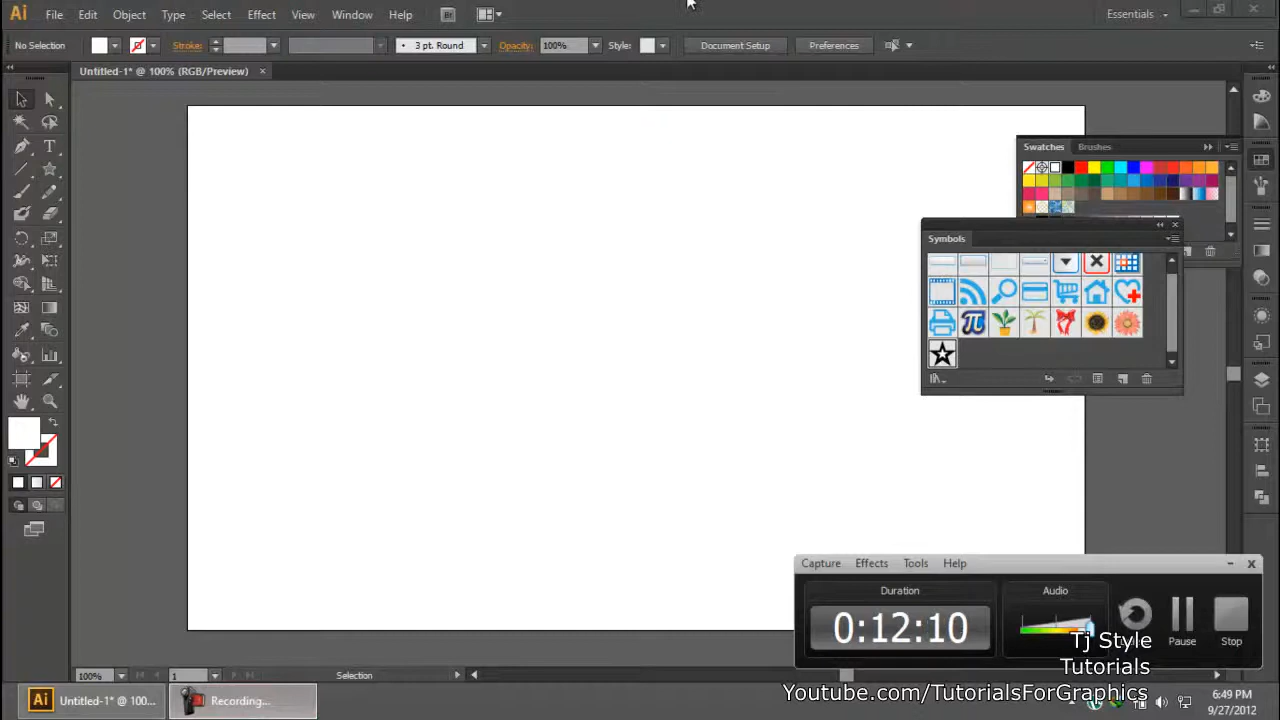 Ai File Edit Object Type Select Effect View Window Help Br Essentials
No Selection Stroke: 3 pt. Round Opacity: 100% Style: Document Setup Preferences
Untitled-1* @ 100% (RGB/Preview)
Swatches Brushes
Symbols
Capture Effects Tools Help
Duration Audio
0:12:10
Pause Stop
Tj Style
Tutorials
Youtube.com/TutorialsForGraphics
100% 1 Selection
Ai Untitled-1* @ 100... Recording...
6:49 PM
9/27/2012